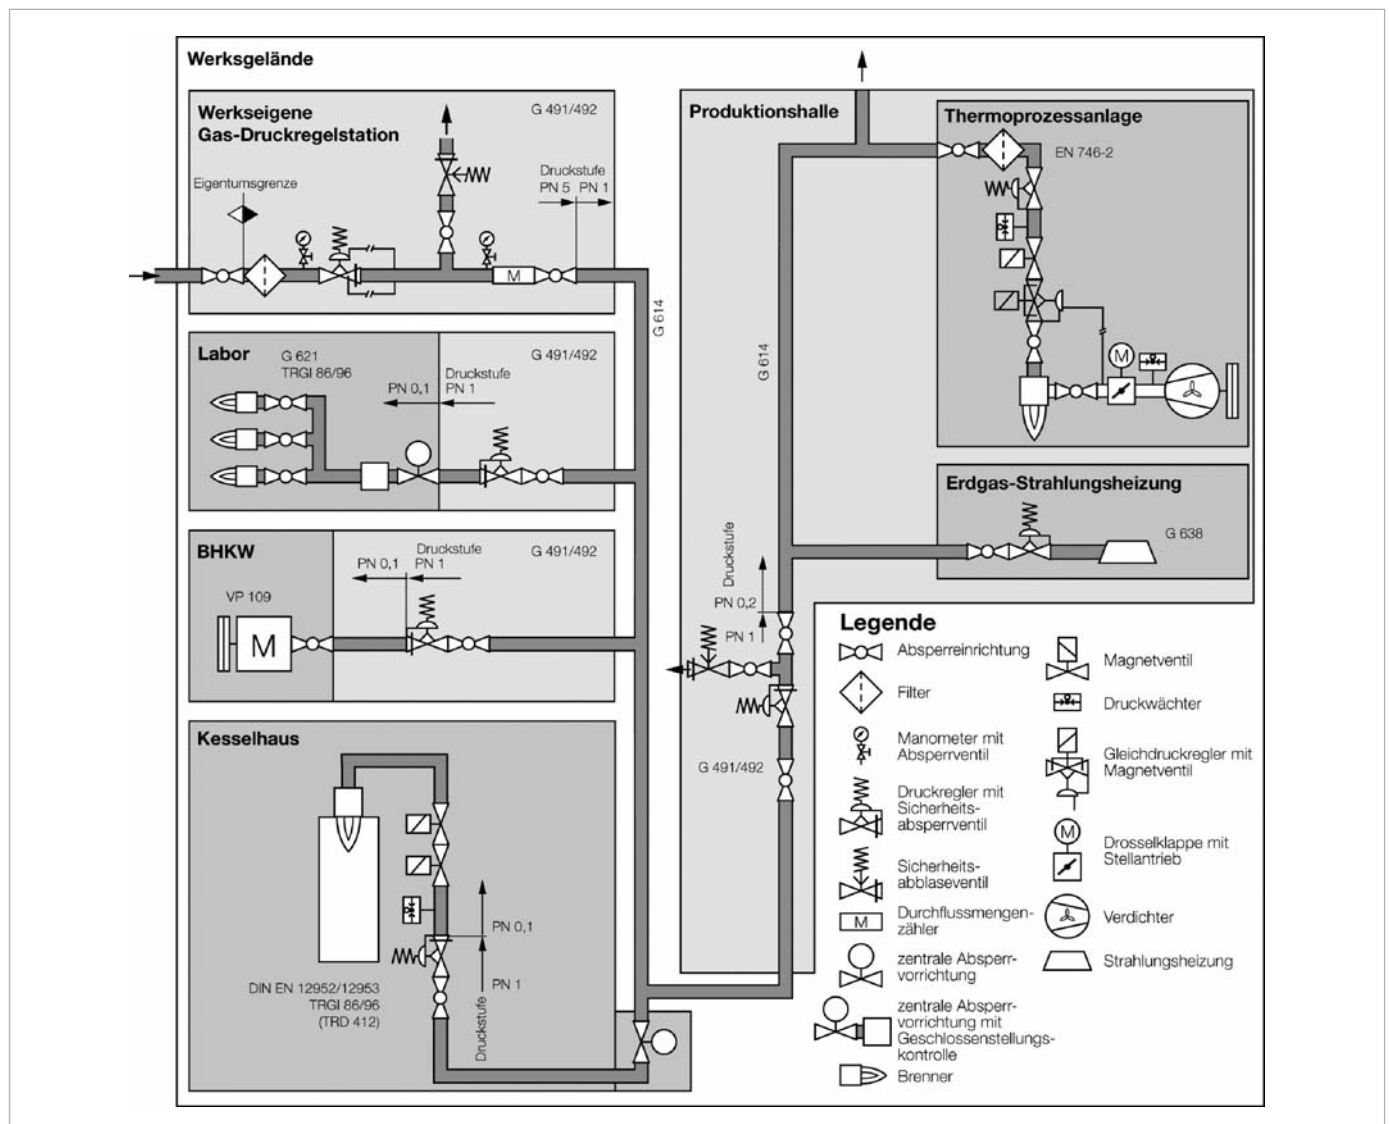 Werksgelände
Werkseigene
Gas-Druckregelstation
G 491/492
Eigentumsgrenze
Druckstufe
PN 5
PN 1
M
G 614
Labor
G 621
TRGI 86/96
G 491/492
Druckstufe
PN 0,1
PN 1
BHKW
G 491/492
Druckstufe
PN 0,1
PN 1
VP 109
M
Kesselhaus
PN 0,1
PN 1
Druckstufe
DIN EN 12952/12953
TRGI 86/96
(TRD 412)
Produktionshalle
G 614
Druckstufe
PN 0,2
PN 1
G 491/492
Thermoprozessanlage
EN 746-2
M
Erdgas-Strahlungsheizung
G 638
Legende
Absperreinrichtung
Filter
Manometer mit
Absperrventil
Druckregler mit
Sicherheits-
absperrventil
Sicherheits-
abblaseventil
M
Durchflussmengen-
zähler
zentrale Absperr-
vorrichtung
zentrale Absperr-
vorrichtung mit
Geschlossenstellungs-
kontrolle
Brenner
Magnetventil
Druckwächter
Gleichdruckregler mit
Magnetventil
M
Drosselklappe mit
Stellantrieb
Verdichter
Strahlungsheizung